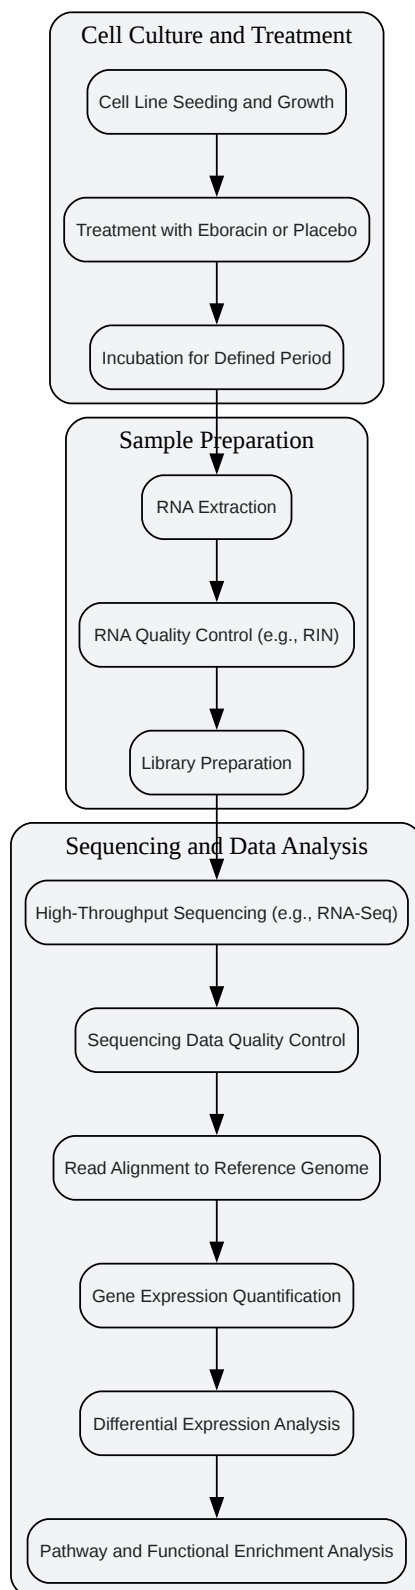 Cell Culture and Treatment
Cell Line Seeding and Growth
Treatment with Eboracin or Placebo
Incubation for Defined Period
Sample Preparation
RNA Extraction
RNA Quality Control (e.g., RIN)
Library Preparation
Sequencing and Data Analysis
High-Throughput Sequencing (e.g., RNA-Seq)
Sequencing Data Quality Control
Read Alignment to Reference Genome
Gene Expression Quantification
Differential Expression Analysis
Pathway and Functional Enrichment Analysis